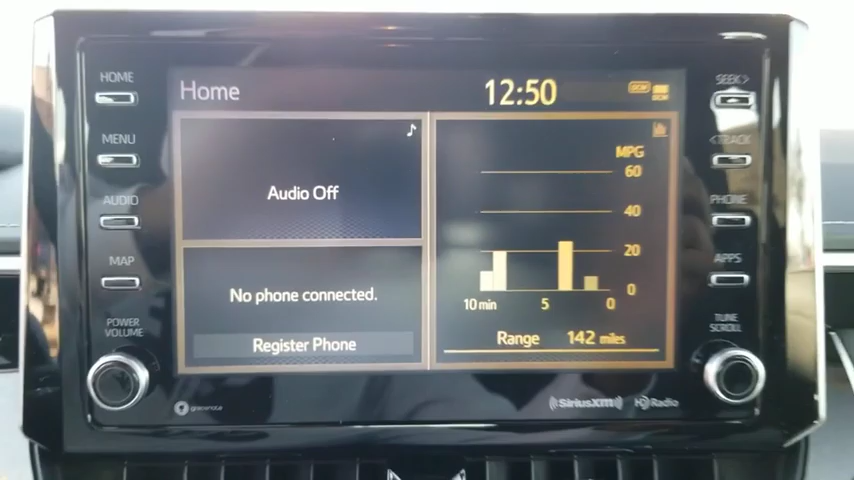 HOME
MENU
AUDIO
MAP
POWER
VOLUME
Home
12:50
DCM
DCM
Audio Off
No phone connected.
Register Phone
MPG
60
40
20
0
10 min 5 0
Range 142 miles
SEEK>
<TRACK
PHONE
APPS
TUNE
SCROLL
gracenote
SiriusXM
HD Radio